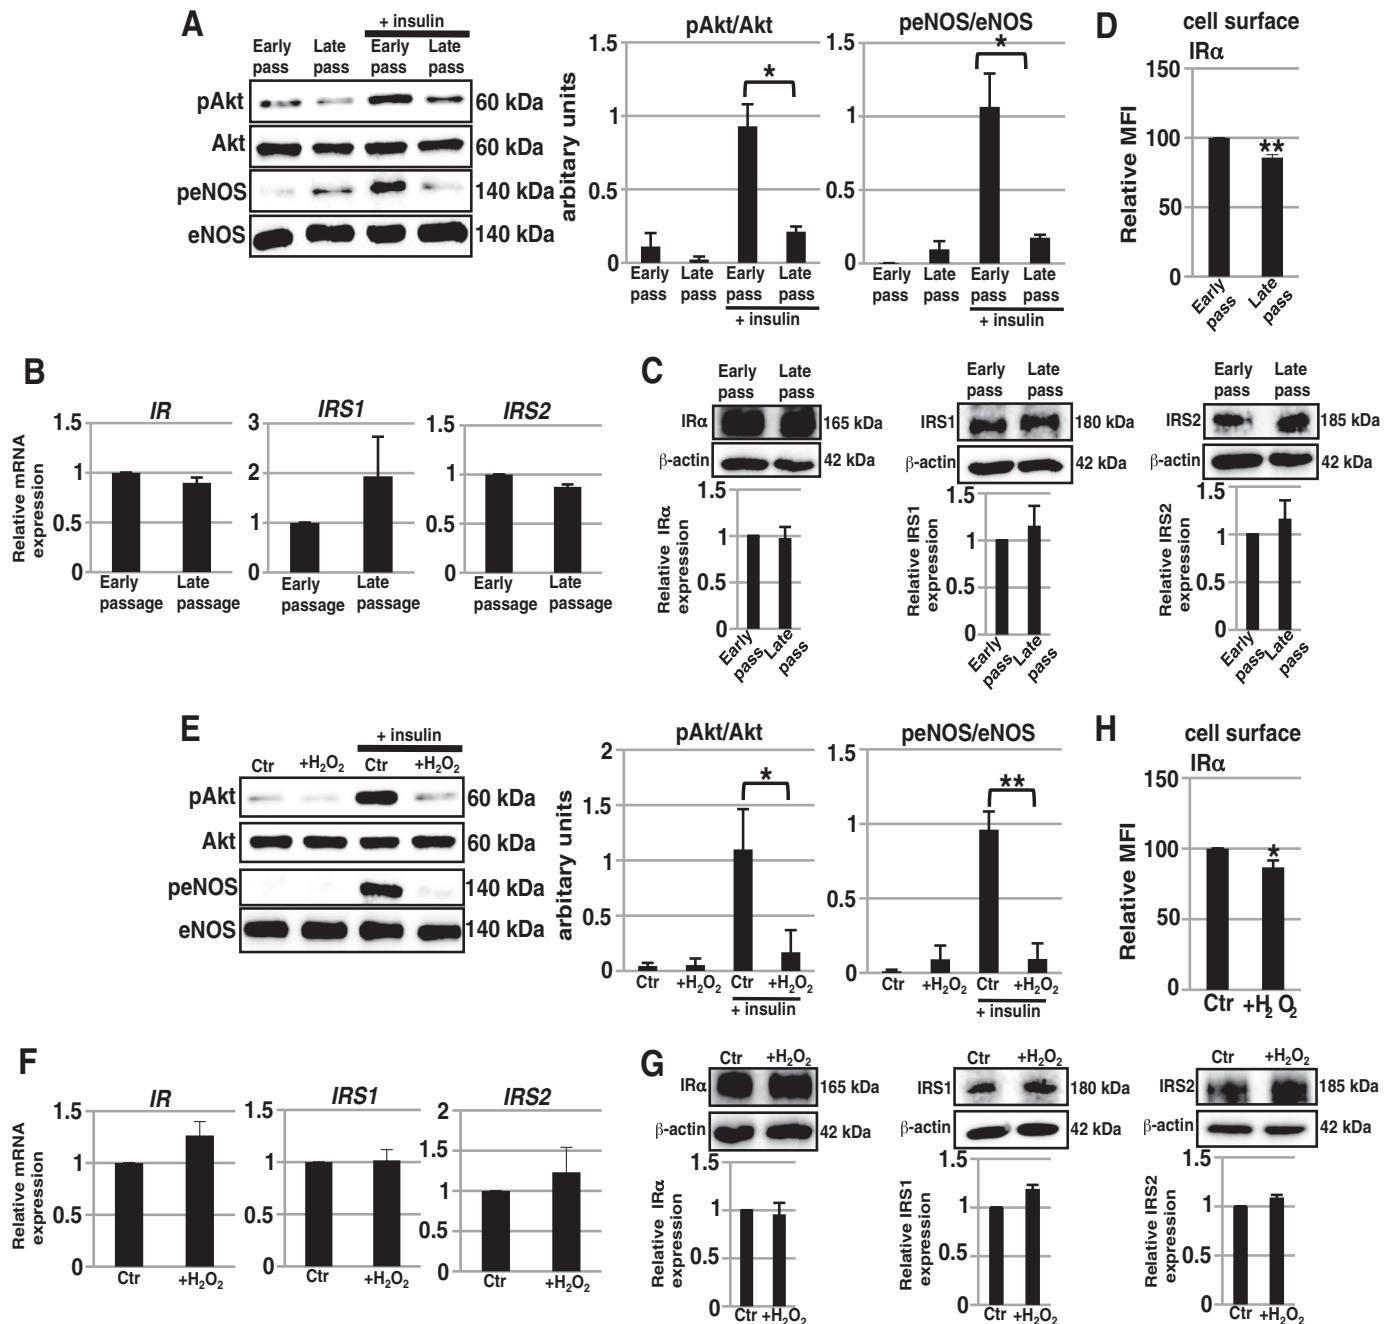 A
+ insulin
Early pass
Late pass
Early pass
Late pass
pAkt
60 kDa
Akt
60 kDa
peNOS
140 kDa
eNOS
140 kDa
pAkt/Akt
arbitary units
1.5
1
0.5
0
*
Early pass
Late pass
Early pass
Late pass
+ insulin
peNOS/eNOS
1.5
1
0.5
0
*
Early pass
Late pass
Early pass
Late pass
+ insulin
D
cell surface
IRα
Relative MFI
150
100
50
0
**
Early pass
Late pass
B
Relative mRNA expression
IR
1.5
1
0.5
0
Early passage
Late passage
IRS1
3
2
1
0
Early passage
Late passage
IRS2
1.5
1
0.5
0
Early passage
Late passage
C
Early pass
Late pass
IRα
165 kDa
β-actin
42 kDa
Relative IRα expression
1.5
1
0.5
0
Early pass
Late pass
Early pass
Late pass
IRS1
180 kDa
β-actin
42 kDa
Relative IRS1 expression
1.5
1
0.5
0
Early pass
Late pass
Early pass
Late pass
IRS2
185 kDa
β-actin
42 kDa
Relative IRS2 expression
1.5
1
0.5
0
Early pass
Late pass
E
+ insulin
Ctr
+H₂O₂
Ctr
+H₂O₂
pAkt
60 kDa
Akt
60 kDa
peNOS
140 kDa
eNOS
140 kDa
pAkt/Akt
arbitary units
2
1.5
1
0.5
0
*
Ctr
+H₂O₂
Ctr
+H₂O₂
+ insulin
peNOS/eNOS
1.5
1
0.5
0
**
Ctr
+H₂O₂
Ctr
+H₂O₂
+ insulin
H
cell surface
IRα
Relative MFI
150
100
50
0
*
Ctr
+H₂O₂
F
Relative mRNA expression
IR
1.5
1
0.5
0
Ctr
+H₂O₂
IRS1
1.5
1
0.5
0
Ctr
+H₂O₂
IRS2
2
1.5
1
0.5
0
Ctr
+H₂O₂
G
Ctr
+H₂O₂
IRα
165 kDa
β-actin
42 kDa
Relative IRα expression
1.5
1
0.5
0
Ctr
+H₂O₂
Ctr
+H₂O₂
IRS1
180 kDa
β-actin
42 kDa
Relative IRS1 expression
1.5
1
0.5
0
Ctr
+H₂O₂
Ctr
+H₂O₂
IRS2
185 kDa
β-actin
42 kDa
Relative IRS2 expression
1.5
1
0.5
0
Ctr
+H₂O₂